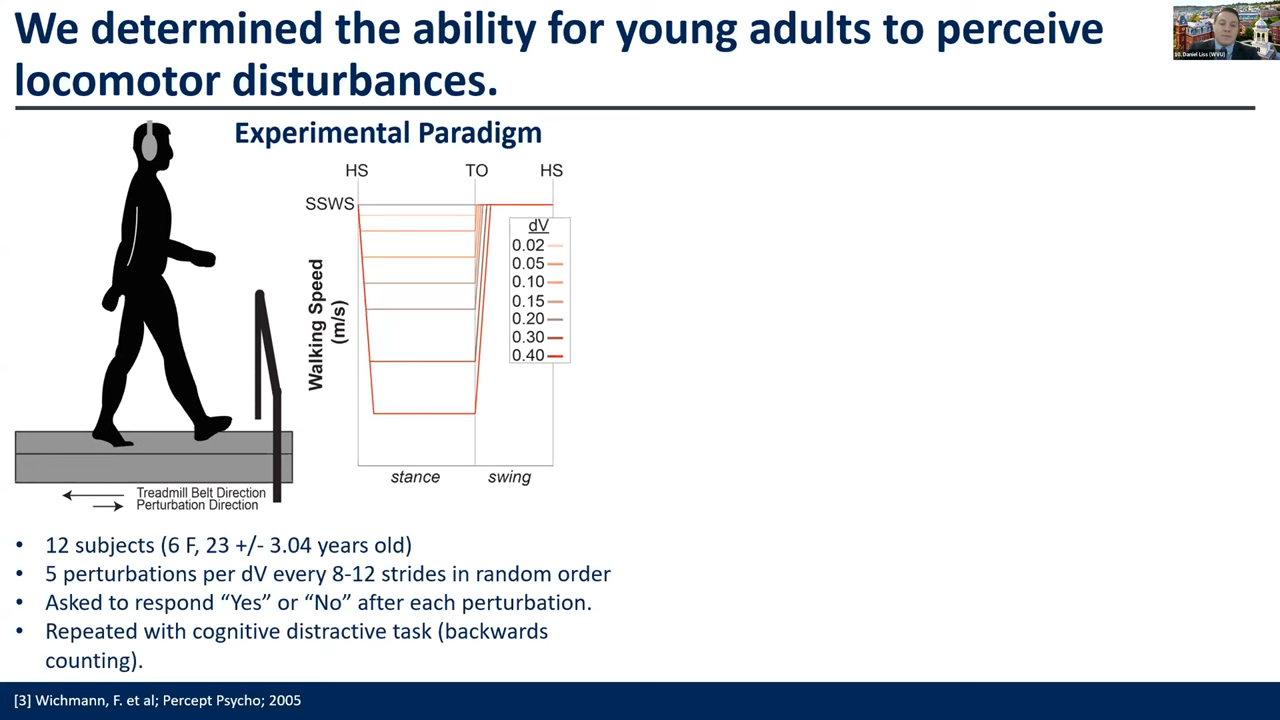 We determined the ability for young adults to perceive
locomotor disturbances.
10. Daniel Liss (WVU)
Experimental Paradigm
HS
TO
HS
SSWS
Walking Speed
(m/s)
dV
0.02
0.05
0.10
0.15
0.20
0.30
0.40
stance
swing
Treadmill Belt Direction
Perturbation Direction
• 12 subjects (6 F, 23 +/- 3.04 years old)
• 5 perturbations per dV every 8-12 strides in random order
• Asked to respond “Yes” or “No” after each perturbation.
• Repeated with cognitive distractive task (backwards
counting).
[3] Wichmann, F. et al; Percept Psycho; 2005